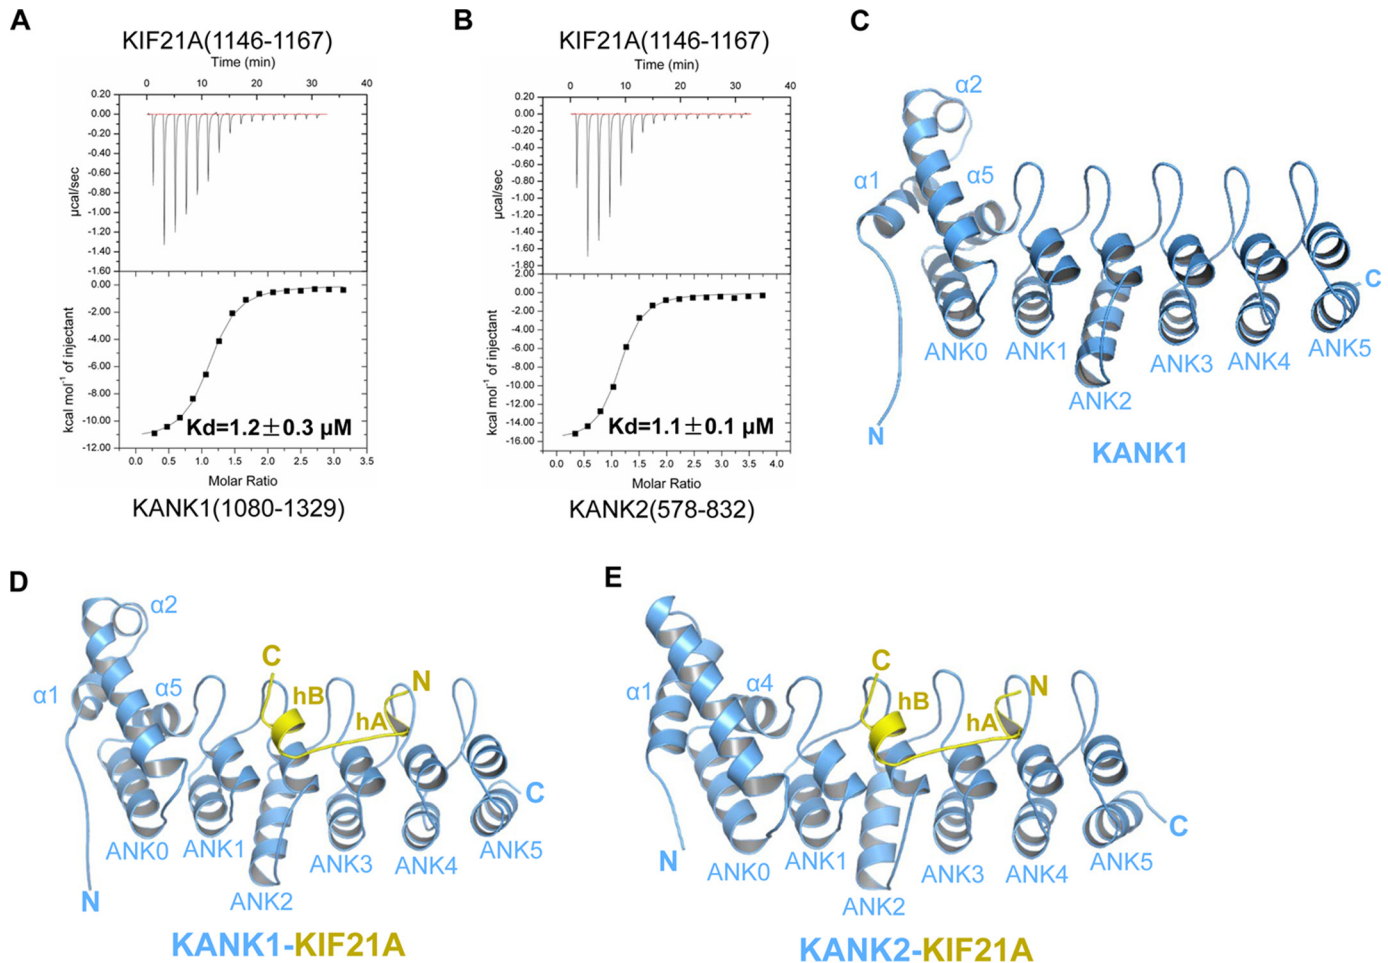 A
KIF21A(1146-1167)
Time (min)
0 10 20 30 40
0.20
0.00
-0.20
-0.40
-0.60
-0.80
-1.00
-1.20
-1.40
-1.60
µcal/sec
0.00
-2.00
-4.00
-6.00
-8.00
-10.00
-12.00
kcal mol⁻¹ of injectant
Kd=1.2±0.3 µM
0.0 0.5 1.0 1.5 2.0 2.5 3.0 3.5
Molar Ratio
KANK1(1080-1329)
B
KIF21A(1146-1167)
Time (min)
0 10 20 30 40
0.20
0.00
-0.20
-0.40
-0.60
-0.80
-1.00
-1.20
-1.40
-1.60
-1.80
2.00
µcal/sec
0.00
-2.00
-4.00
-6.00
-8.00
-10.00
-12.00
-14.00
-16.00
kcal mol⁻¹ of injectant
Kd=1.1±0.1 µM
0.0 0.5 1.0 1.5 2.0 2.5 3.0 3.5 4.0
Molar Ratio
KANK2(578-832)
C
α2
α1
α5
C
ANK0 ANK1 ANK2 ANK3 ANK4 ANK5
N
KANK1
D
α2
α1
α5
C
hB
hA
N
C
ANK0 ANK1 ANK2 ANK3 ANK4 ANK5
N
KANK1-KIF21A
E
α1
α4
C
hB
hA
N
C
N
ANK0 ANK1 ANK2 ANK3 ANK4 ANK5
KANK2-KIF21A